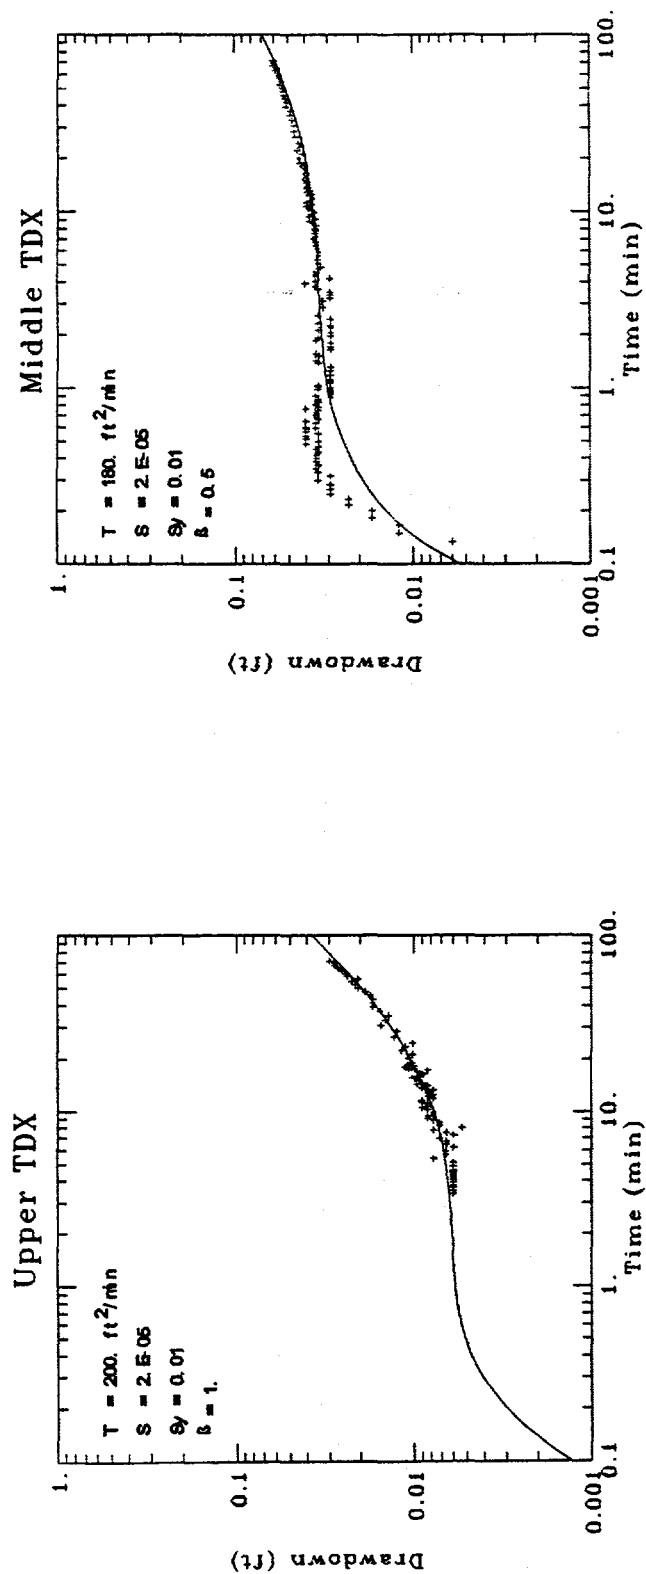 Upper TDX
T = 200. ft²/min
S = 2.E-05
Sy = 0.01
ß = 1.
Drawdown (ft)
1.
0.1
0.01
0.001
0.1
1.
10.
100.
Time (min)
Middle TDX
T = 180. ft²/min
S = 2.E-05
Sy = 0.01
ß = 0.5
Drawdown (ft)
1.
0.1
0.01
0.001
0.1
1.
10.
100.
Time (min)